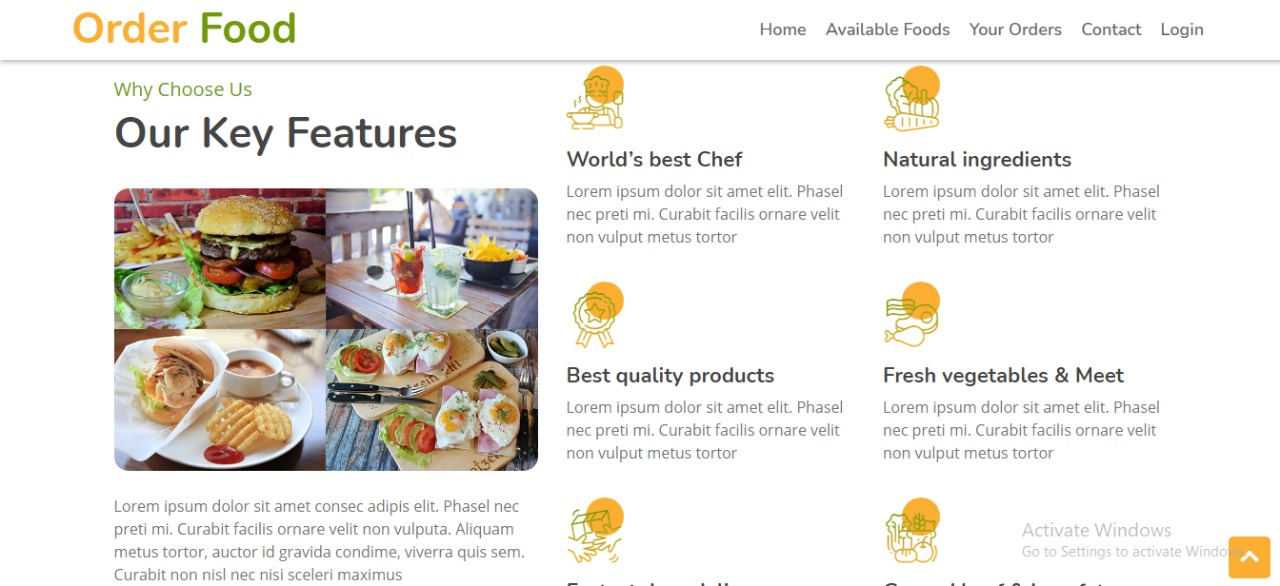 Order Food
Home Available Foods Your Orders Contact Login
Why Choose Us
Our Key Features
Lorem ipsum dolor sit amet consec adipis elit. Phasel nec
preti mi. Curabit facilis ornare velit non vulputa. Aliquam
metus tortor, auctor id gravida condime, viverra quis sem.
Curabit non nisl nec nisi sceleri maximus
World’s best Chef
Lorem ipsum dolor sit amet elit. Phasel
nec preti mi. Curabit facilis ornare velit
non vulput metus tortor
Natural ingredients
Lorem ipsum dolor sit amet elit. Phasel
nec preti mi. Curabit facilis ornare velit
non vulput metus tortor
Best quality products
Lorem ipsum dolor sit amet elit. Phasel
nec preti mi. Curabit facilis ornare velit
non vulput metus tortor
Fresh vegetables & Meet
Lorem ipsum dolor sit amet elit. Phasel
nec preti mi. Curabit facilis ornare velit
non vulput metus tortor
Activate Windows
Go to Settings to activate Windows.